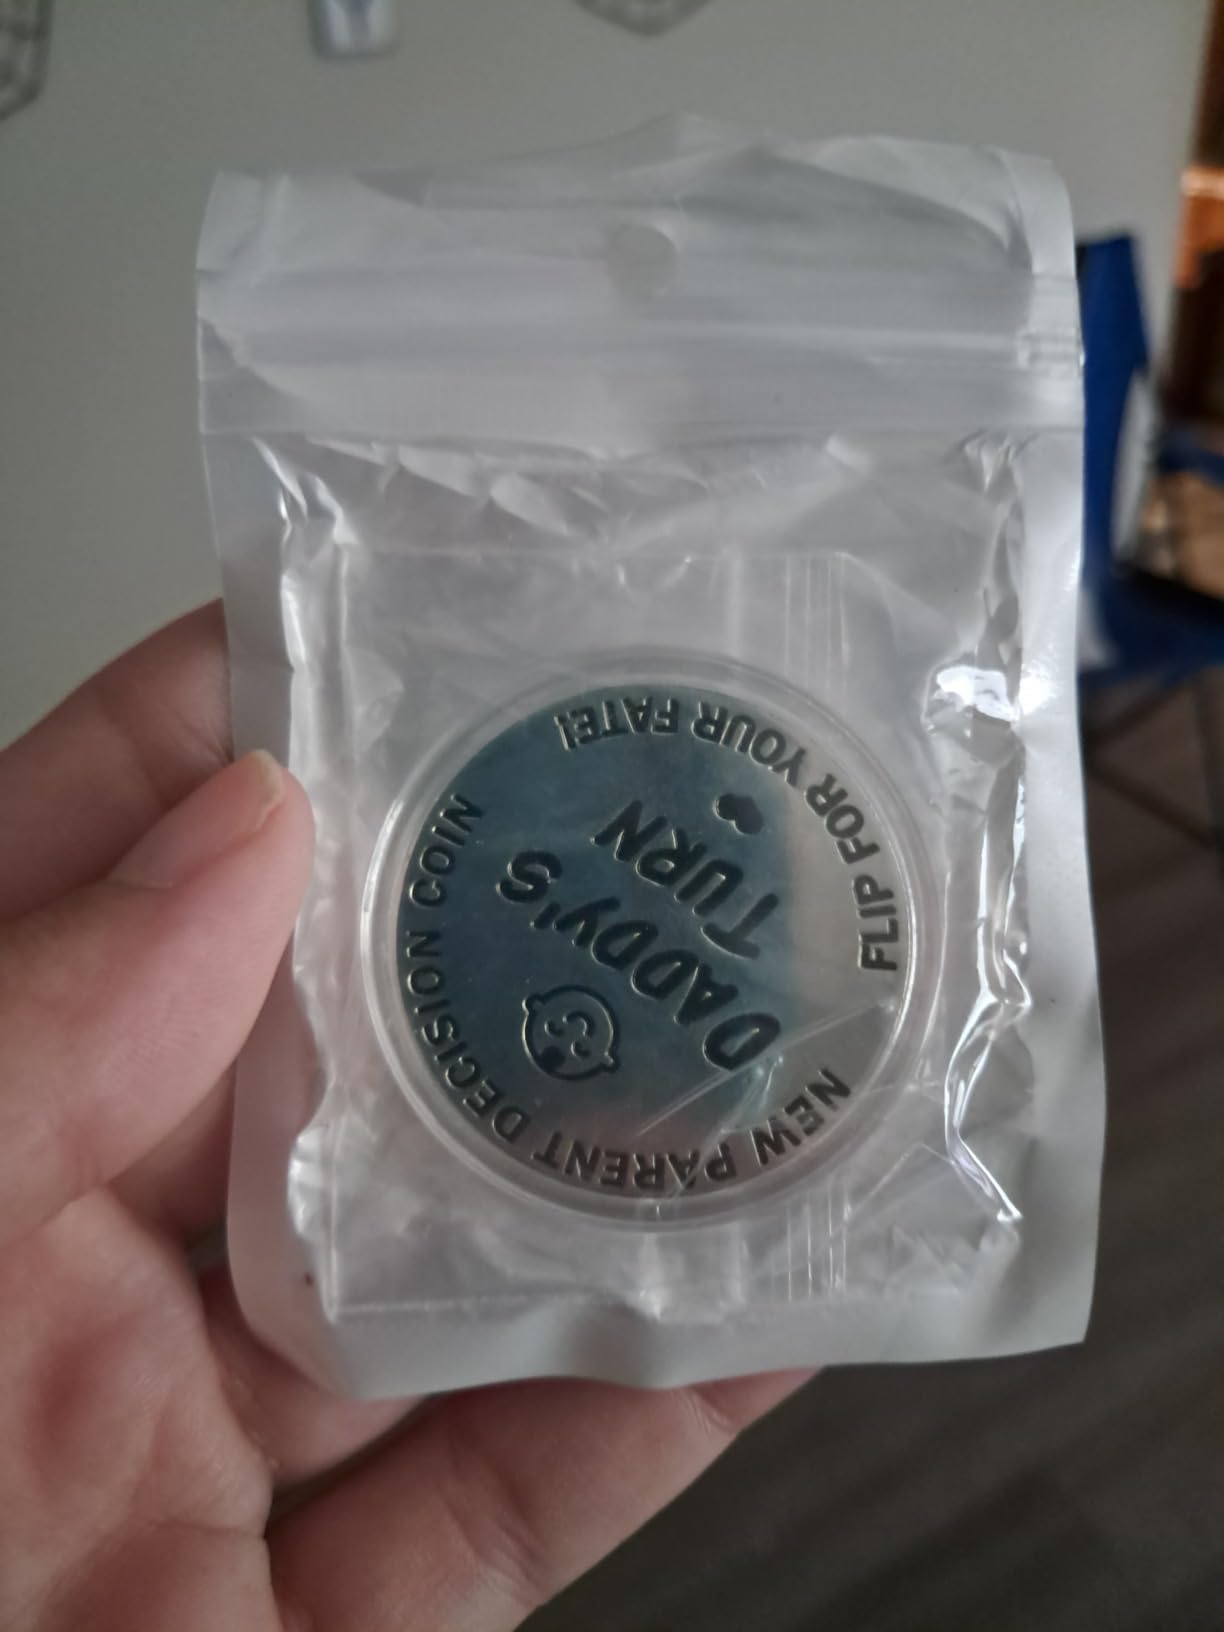 NEW PARENT DECISION COIN
DADDY'S
TURN
FLIP FOR YOUR FATE!